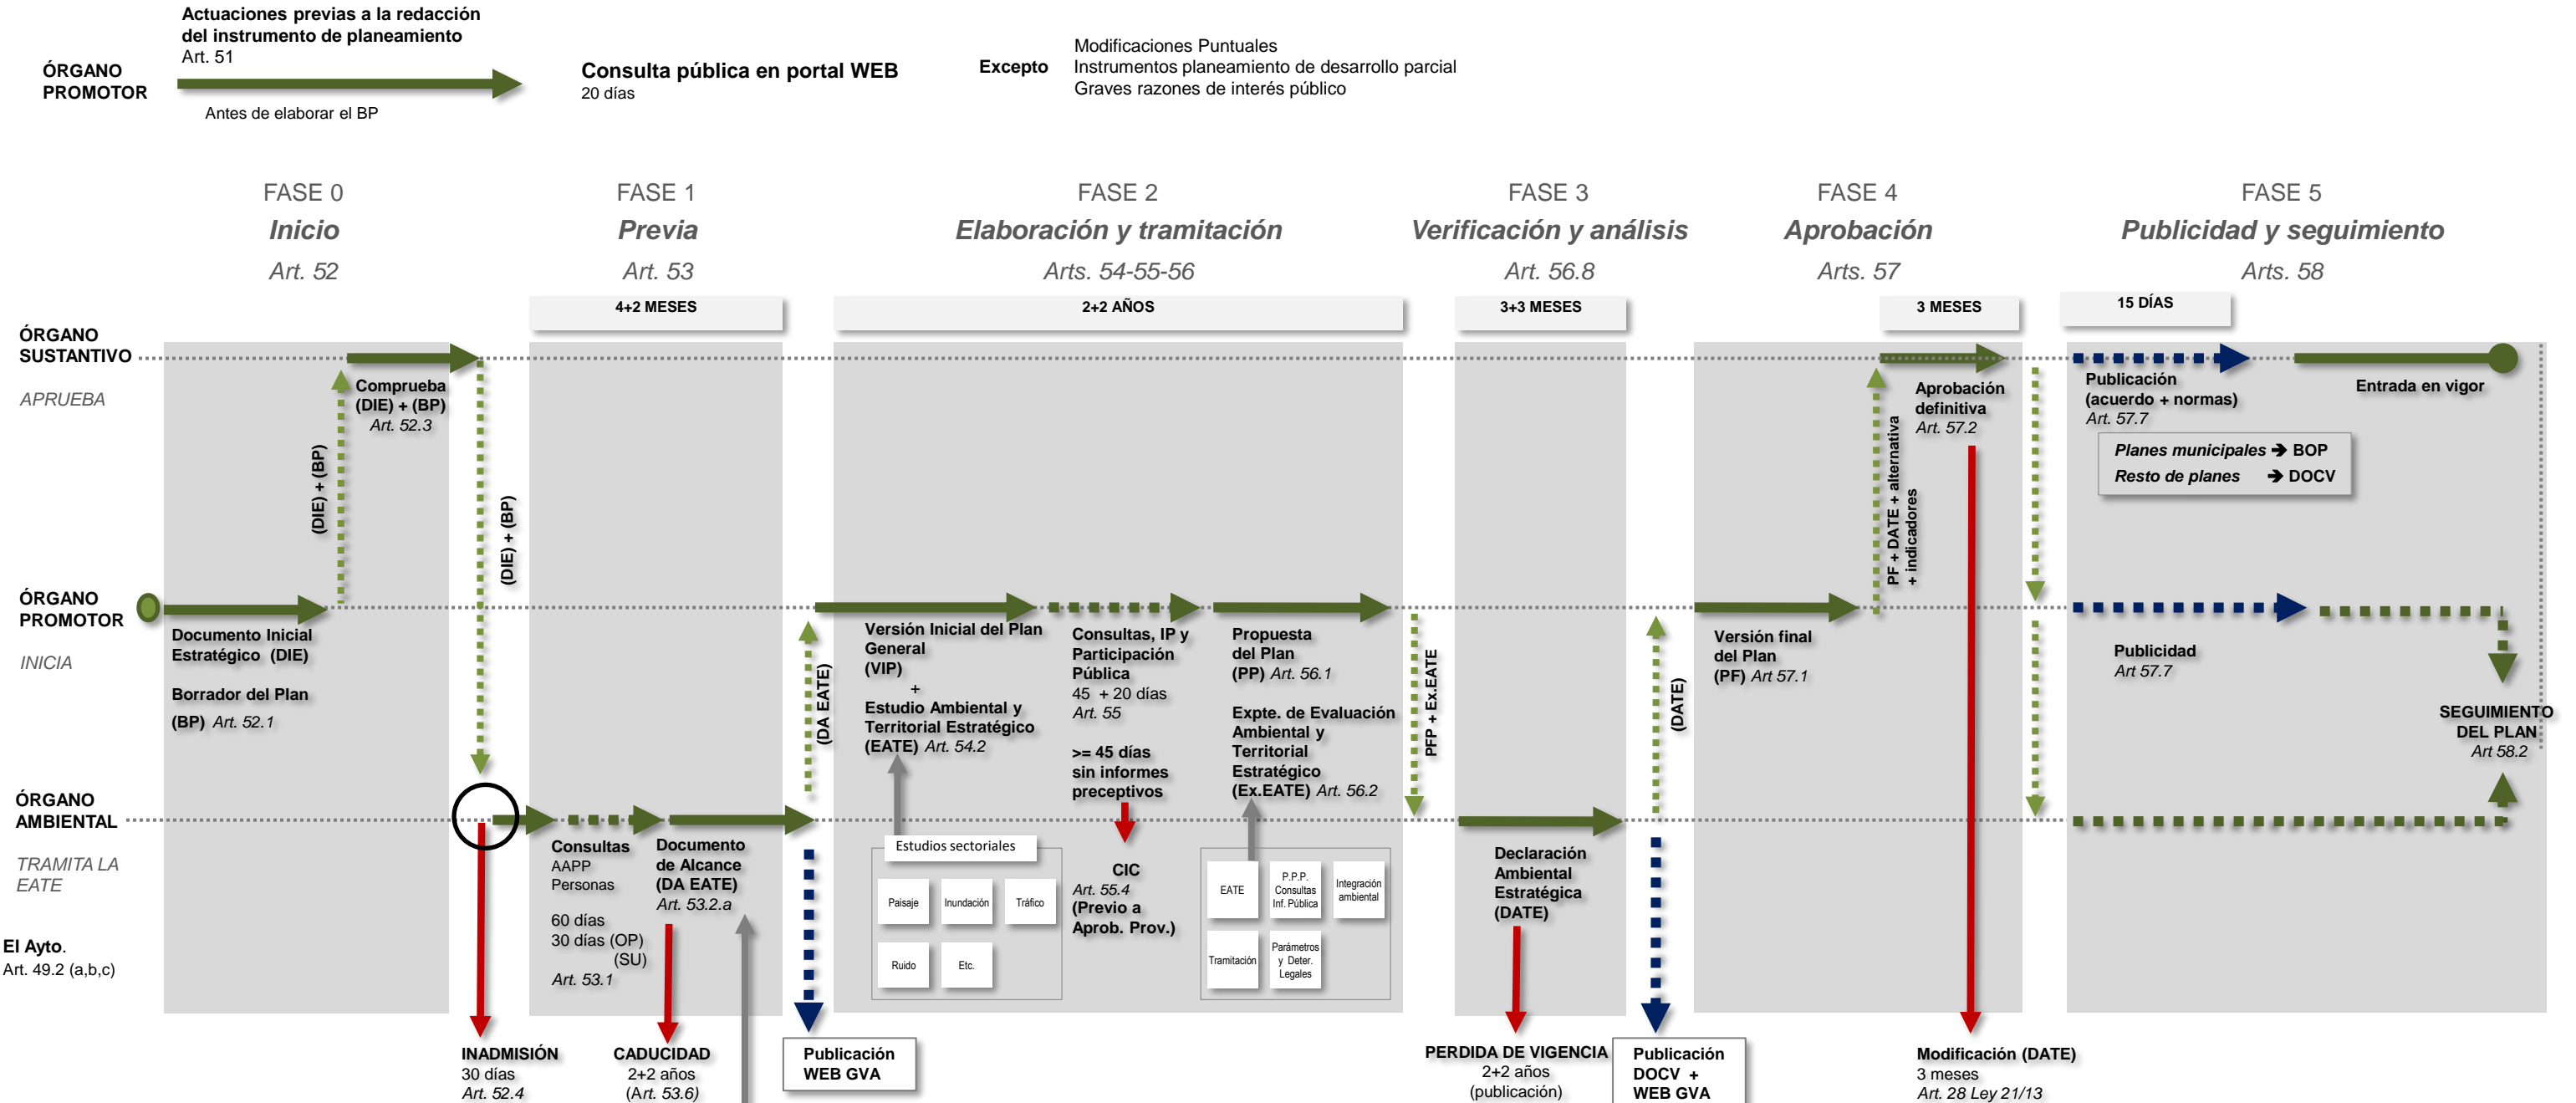 Actuaciones previas a la redacción
del instrumento de planeamiento
Art. 51
ÓRGANO
PROMOTOR
Antes de elaborar el BP
Consulta pública en portal WEB
20 días
Excepto
Modificaciones Puntuales
Instrumentos planeamiento de desarrollo parcial
Graves razones de interés público
FASE 0
Inicio
Art. 52
FASE 1
Previa
Art. 53
FASE 2
Elaboración y tramitación
Arts. 54-55-56
FASE 3
Verificación y análisis
Art. 56.8
FASE 4
Aprobación
Arts. 57
FASE 5
Publicidad y seguimiento
Arts. 58
4+2 MESES
2+2 AÑOS
3+3 MESES
3 MESES
15 DÍAS
ÓRGANO
SUSTANTIVO
APRUEBA
Comprueba
(DIE) + (BP)
Art. 52.3
(DIE) + (BP)
(DIE) + (BP)
PF + DATE + alternativa
+ indicadores
Aprobación
definitiva
Art. 57.2
Publicación
(acuerdo + normas)
Art. 57.7
Planes municipales ➔ BOP
Resto de planes ➔ DOCV
Entrada en vigor
ÓRGANO
PROMOTOR
INICIA
Documento Inicial
Estratégico (DIE)
Borrador del Plan
(BP) Art. 52.1
(DA EATE)
Versión Inicial del Plan
General
(VIP)
+
Estudio Ambiental y
Territorial Estratégico
(EATE) Art. 54.2
Consultas, IP y
Participación
Pública
45 + 20 días
Art. 55
>= 45 días
sin informes
preceptivos
CIC
Art. 55.4
(Previo a
Aprob. Prov.)
Propuesta
del Plan
(PP) Art. 56.1
Expte. de Evaluación
Ambiental y
Territorial
Estratégico
(Ex.EATE) Art. 56.2
PFP + Ex.EATE
(DATE)
Versión final
del Plan
(PF) Art 57.1
Publicidad
Art 57.7
SEGUIMIENTO
DEL PLAN
Art 58.2
ÓRGANO
AMBIENTAL
TRAMITA LA
EATE
El Ayto.
Art. 49.2 (a,b,c)
Consultas
AAPP
Personas
60 días
30 días (OP)
(SU)
Art. 53.1
Documento
de Alcance
(DA EATE)
Art. 53.2.a
Estudios sectoriales
Paisaje
Inundación
Tráfico
Ruido
Etc.
EATE
P.P.P.
Consultas
Inf. Pública
Integración
ambiental
Tramitación
Parámetros
y Deter.
Legales
Declaración
Ambiental
Estratégica
(DATE)
INADMISIÓN
30 días
Art. 52.4
CADUCIDAD
2+2 años
(Art. 53.6)
Publicación
WEB GVA
PERDIDA DE VIGENCIA
2+2 años
(publicación)
Publicación
DOCV +
WEB GVA
Modificación (DATE)
3 meses
Art. 28 Ley 21/13